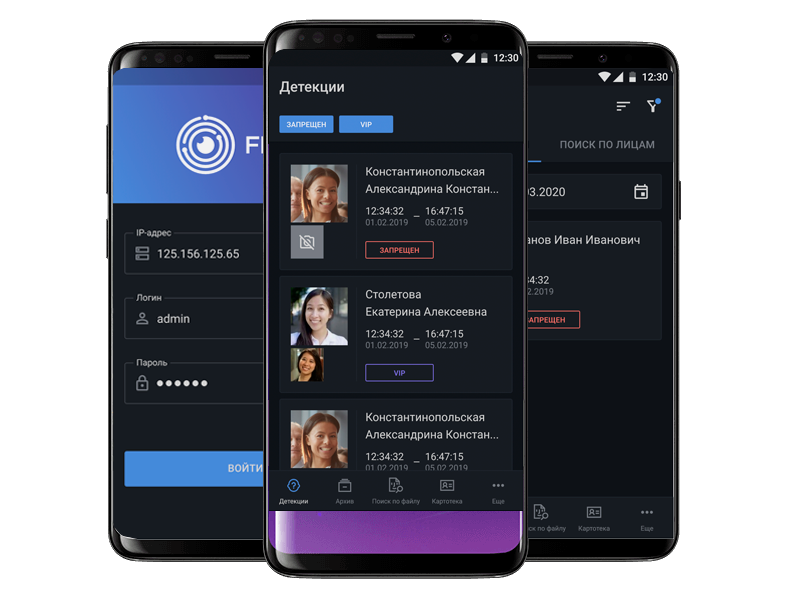 FI
IP-адрес
125.156.125.65
Логин
admin
Пароль
ВОЙТИ
12:30
Детекции
ЗАПРЕЩЕН
VIP
Константинопольская
Александрина Констан...
12:34:32 – 16:47:15
01.02.2019 05.02.2019
ЗАПРЕЩЕН
Столетова
Екатерина Алексеевна
12:34:32 – 16:47:15
01.02.2019 05.02.2019
VIP
Константинопольская
Александрина Констан...
12:34:32 – 16:47:15
01.02.2019 05.02.2019
Детекции
Архив
Поиск по файлу
Картотека
Еще
12:30
ПОИСК ПО ЛИЦАМ
03.2020
анов Иван Иванович
34:32
2.2019
АПРЕЩЕН
ск по файлу
Картотека
Еще